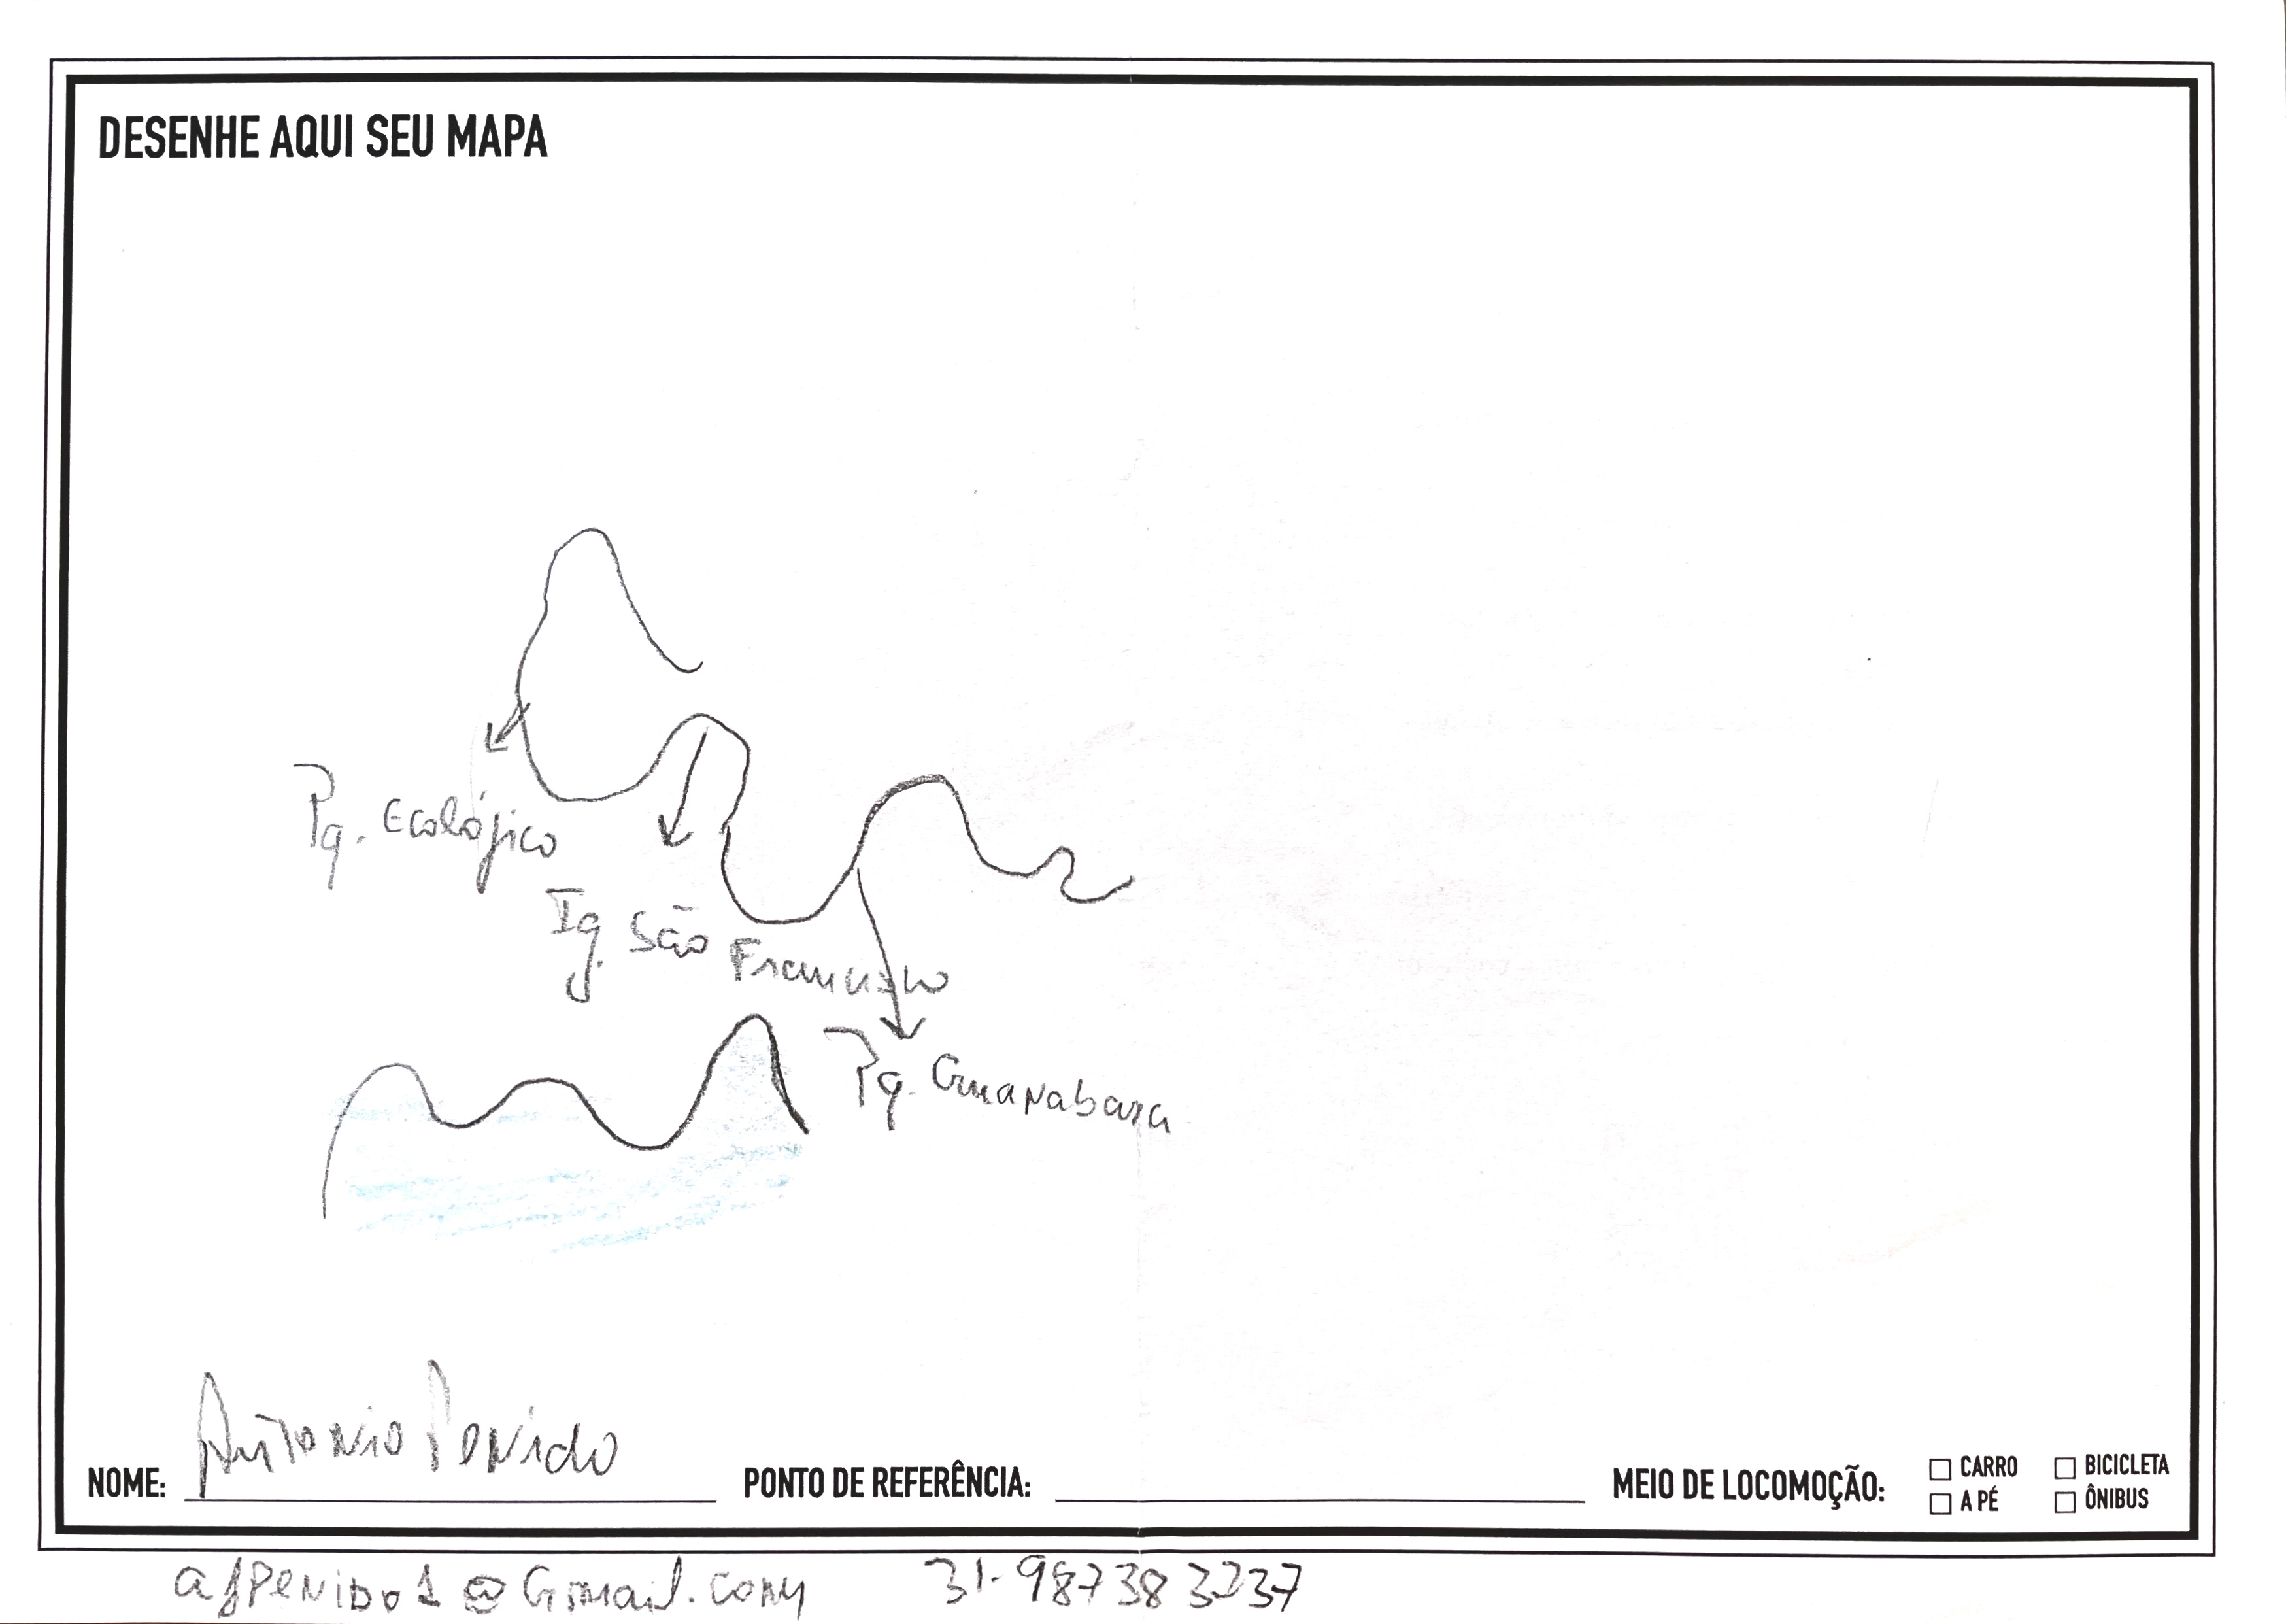 DESENHE AQUI SEU MAPA
Pq. Ecológico
Ig. São Francisco
Pq. Guanabara
NOME: Antonio Penido PONTO DE REFERÊNCIA: MEIO DE LOCOMOÇÃO: CARRO BICICLETA
A PÉ ÔNIBUS
afpenido1@Gmail.com 31-98738 3237